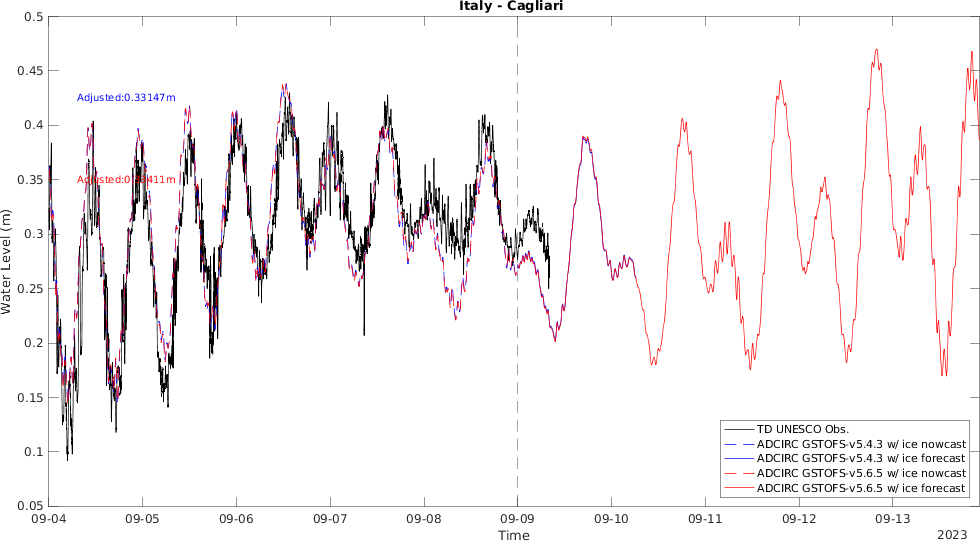 Italy - Cagliari
0.5
0.45
0.4
0.35
0.3
0.25
0.2
0.15
0.1
0.05
Water Level (m)
Adjusted:0.33147m
TD UNESCO Obs.
ADCIRC GSTOFS-v5.4.3 w/ ice nowcast
ADCIRC GSTOFS-v5.4.3 w/ ice forecast
ADCIRC GSTOFS-v5.6.5 w/ ice nowcast
ADCIRC GSTOFS-v5.6.5 w/ ice forecast
09-04 09-05 09-06 09-07 09-08 09-09 09-10 09-11 09-12 09-13
Time
2023